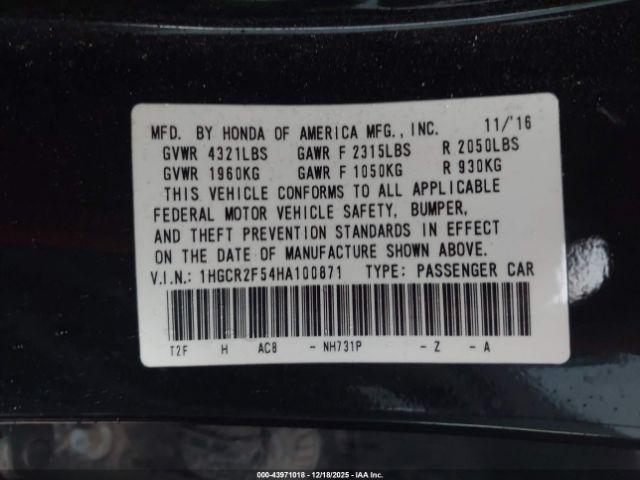 MFD. BY HONDA OF AMERICA MFG., INC. 11/'16
GVWR 4321LBS GAWR F 2315LBS R 2050LBS
GVWR 1960KG GAWR F 1050KG R 930KG
THIS VEHICLE CONFORMS TO ALL APPLICABLE
FEDERAL MOTOR VEHICLE SAFETY, BUMPER,
AND THEFT PREVENTION STANDARDS IN EFFECT
ON THE DATE OF MANUFACTURE SHOWN ABOVE.
V.I.N.: 1HGCR2F54HA100871 TYPE: PASSENGER CAR
T2F H AC8 - NH731P - Z - A
000-43971018 - 12/18/2025 - IAA Inc.